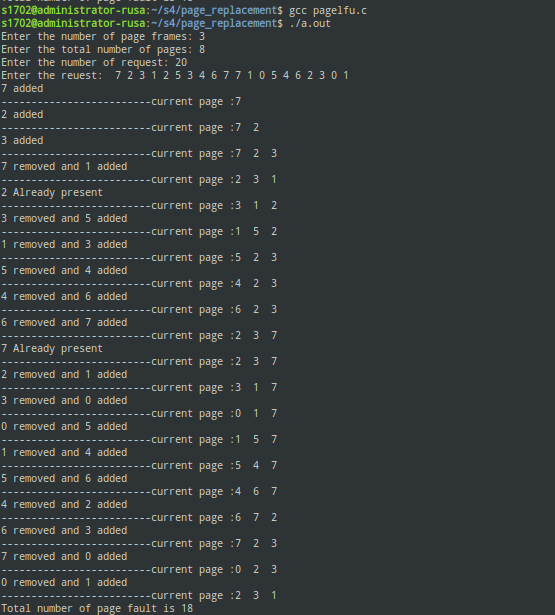 s1702@administrator-rusa:~/s4/page_replacement$ gcc pagelfu.c
s1702@administrator-rusa:~/s4/page_replacement$ ./a.out
Enter the number of page frames: 3
Enter the total number of pages: 8
Enter the number of request: 20
Enter the reuest:  7 2 3 1 2 5 3 4 6 7 7 1 0 5 4 6 2 3 0 1
7 added
------------------------current page :7
2 added
------------------------current page :7  2
3 added
------------------------current page :7  2  3
7 removed and 1 added
------------------------current page :2  3  1
2 Already present
------------------------current page :3  1  2
3 removed and 5 added
------------------------current page :1  5  2
1 removed and 3 added
------------------------current page :5  2  3
5 removed and 4 added
------------------------current page :4  2  3
4 removed and 6 added
------------------------current page :6  2  3
6 removed and 7 added
------------------------current page :2  3  7
7 Already present
------------------------current page :2  3  7
2 removed and 1 added
------------------------current page :3  1  7
3 removed and 0 added
------------------------current page :0  1  7
0 removed and 5 added
------------------------current page :1  5  7
1 removed and 4 added
------------------------current page :5  4  7
5 removed and 6 added
------------------------current page :4  6  7
4 removed and 2 added
------------------------current page :6  7  2
6 removed and 3 added
------------------------current page :7  2  3
7 removed and 0 added
------------------------current page :0  2  3
0 removed and 1 added
------------------------current page :2  3  1
Total number of page fault is 18